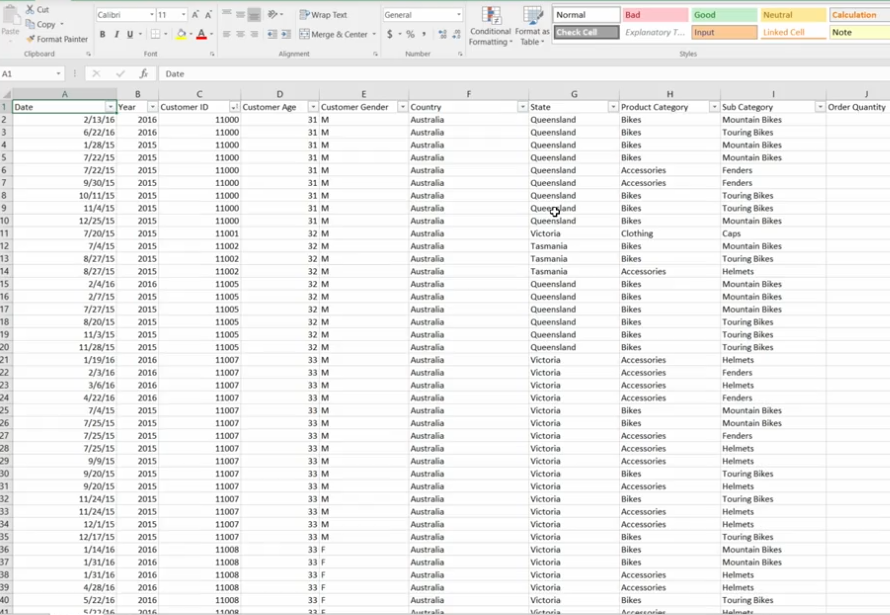 Cut
Copy
Paste
Format Painter
Clipboard
Calibri 11
B I U
Font
Wrap Text
Merge & Center
Alignment
General
$ % ,
Number
Conditional Formatting
Format as Table
Normal Bad Good Neutral Calculation
Check Cell Explanatory T... Input Linked Cell Note
Styles
A1 fx Date
A B C D E F G H I J
1 Date Year Customer ID Customer Age Customer Gender Country State Product Category Sub Category Order Quantity
2 2/13/16 2016 11000 31 M Australia Queensland Bikes Mountain Bikes
3 6/22/16 2016 11000 31 M Australia Queensland Bikes Touring Bikes
4 1/28/15 2015 11000 31 M Australia Queensland Bikes Mountain Bikes
5 7/22/15 2015 11000 31 M Australia Queensland Bikes Mountain Bikes
6 7/22/15 2015 11000 31 M Australia Queensland Accessories Fenders
7 9/30/15 2015 11000 31 M Australia Queensland Accessories Fenders
8 10/11/15 2015 11000 31 M Australia Queensland Bikes Touring Bikes
9 11/4/15 2015 11000 31 M Australia Queensland Bikes Touring Bikes
10 12/25/15 2015 11000 31 M Australia Queensland Bikes Mountain Bikes
11 7/20/15 2015 11001 32 M Australia Victoria Clothing Caps
12 7/4/15 2015 11002 32 M Australia Tasmania Bikes Mountain Bikes
13 8/27/15 2015 11002 32 M Australia Tasmania Bikes Touring Bikes
14 8/27/15 2015 11002 32 M Australia Tasmania Accessories Helmets
15 2/4/16 2016 11005 32 M Australia Queensland Bikes Mountain Bikes
16 2/7/15 2015 11005 32 M Australia Queensland Bikes Mountain Bikes
17 7/27/15 2015 11005 32 M Australia Queensland Bikes Mountain Bikes
18 8/20/15 2015 11005 32 M Australia Queensland Bikes Touring Bikes
19 11/3/15 2015 11005 32 M Australia Queensland Bikes Touring Bikes
20 11/28/15 2015 11005 32 M Australia Queensland Bikes Touring Bikes
21 1/19/16 2016 11007 33 M Australia Victoria Accessories Helmets
22 2/3/16 2016 11007 33 M Australia Victoria Accessories Fenders
23 3/6/16 2016 11007 33 M Australia Victoria Accessories Helmets
24 4/22/16 2016 11007 33 M Australia Victoria Accessories Fenders
25 7/4/15 2015 11007 33 M Australia Victoria Bikes Mountain Bikes
26 7/25/15 2015 11007 33 M Australia Victoria Bikes Mountain Bikes
27 7/25/15 2015 11007 33 M Australia Victoria Accessories Fenders
28 7/25/15 2015 11007 33 M Australia Victoria Accessories Helmets
29 9/9/15 2015 11007 33 M Australia Victoria Accessories Helmets
30 9/20/15 2015 11007 33 M Australia Victoria Bikes Touring Bikes
31 9/20/15 2015 11007 33 M Australia Victoria Accessories Helmets
32 11/24/15 2015 11007 33 M Australia Victoria Bikes Touring Bikes
33 11/24/15 2015 11007 33 M Australia Victoria Accessories Helmets
34 12/1/15 2015 11007 33 M Australia Victoria Accessories Helmets
35 12/17/15 2015 11007 33 M Australia Victoria Bikes Touring Bikes
36 1/14/16 2016 11008 33 F Australia Victoria Bikes Mountain Bikes
37 1/31/16 2016 11008 33 F Australia Victoria Bikes Mountain Bikes
38 1/31/16 2016 11008 33 F Australia Victoria Accessories Helmets
39 4/28/16 2016 11008 33 F Australia Victoria Accessories Helmets
40 5/22/16 2016 11008 33 F Australia Victoria Bikes Touring Bikes
41 5/22/16 2016 11008 33 F Australia Victoria Accessories Helmets